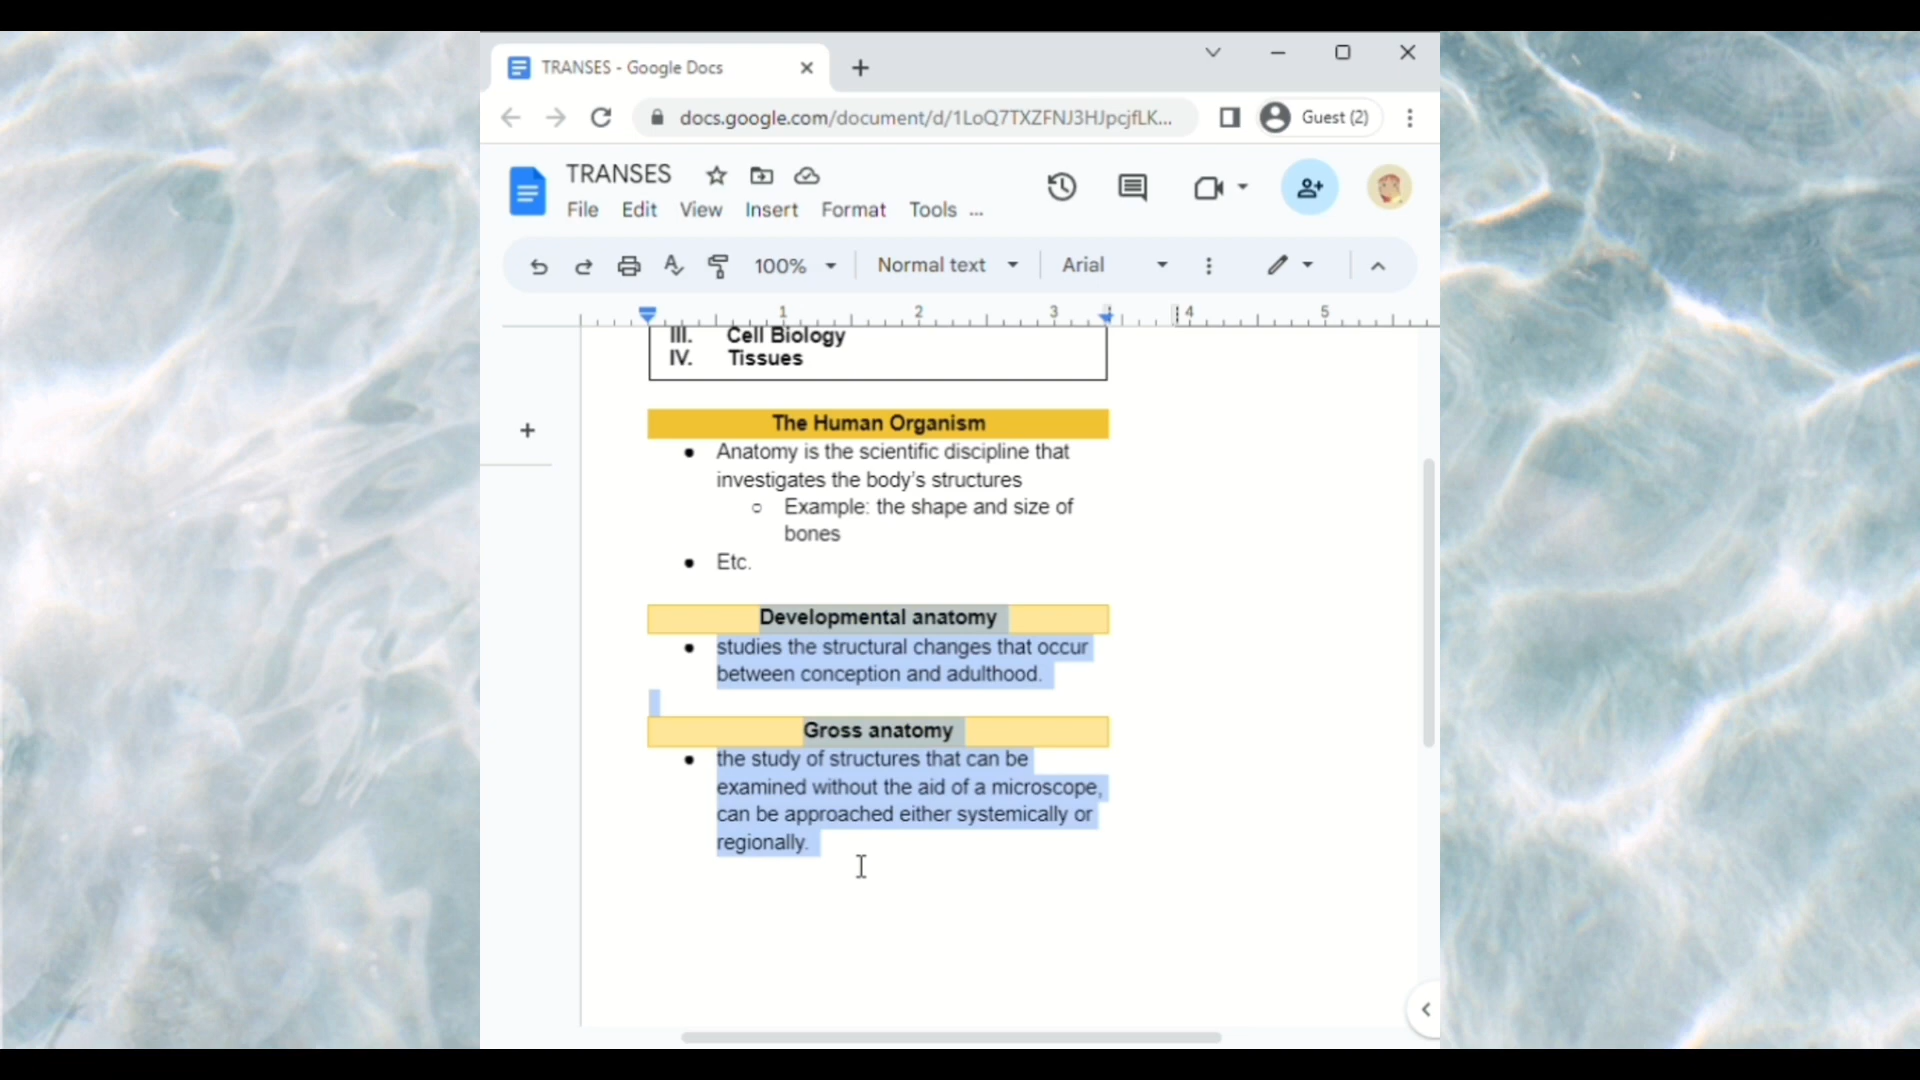 TRANSES - Google Docs
docs.google.com/document/d/1LoQ7TXZFNJ3HJpcjfLK...
Guest (2)
TRANSES
File Edit View Insert Format Tools ...
100% Normal text Arial
1 2 3 4 5
III. Cell Biology
IV. Tissues
The Human Organism
● Anatomy is the scientific discipline that
investigates the body's structures
○ Example: the shape and size of
bones
● Etc.
Developmental anatomy
● studies the structural changes that occur
between conception and adulthood.
Gross anatomy
● the study of structures that can be
examined without the aid of a microscope,
can be approached either systemically or
regionally.